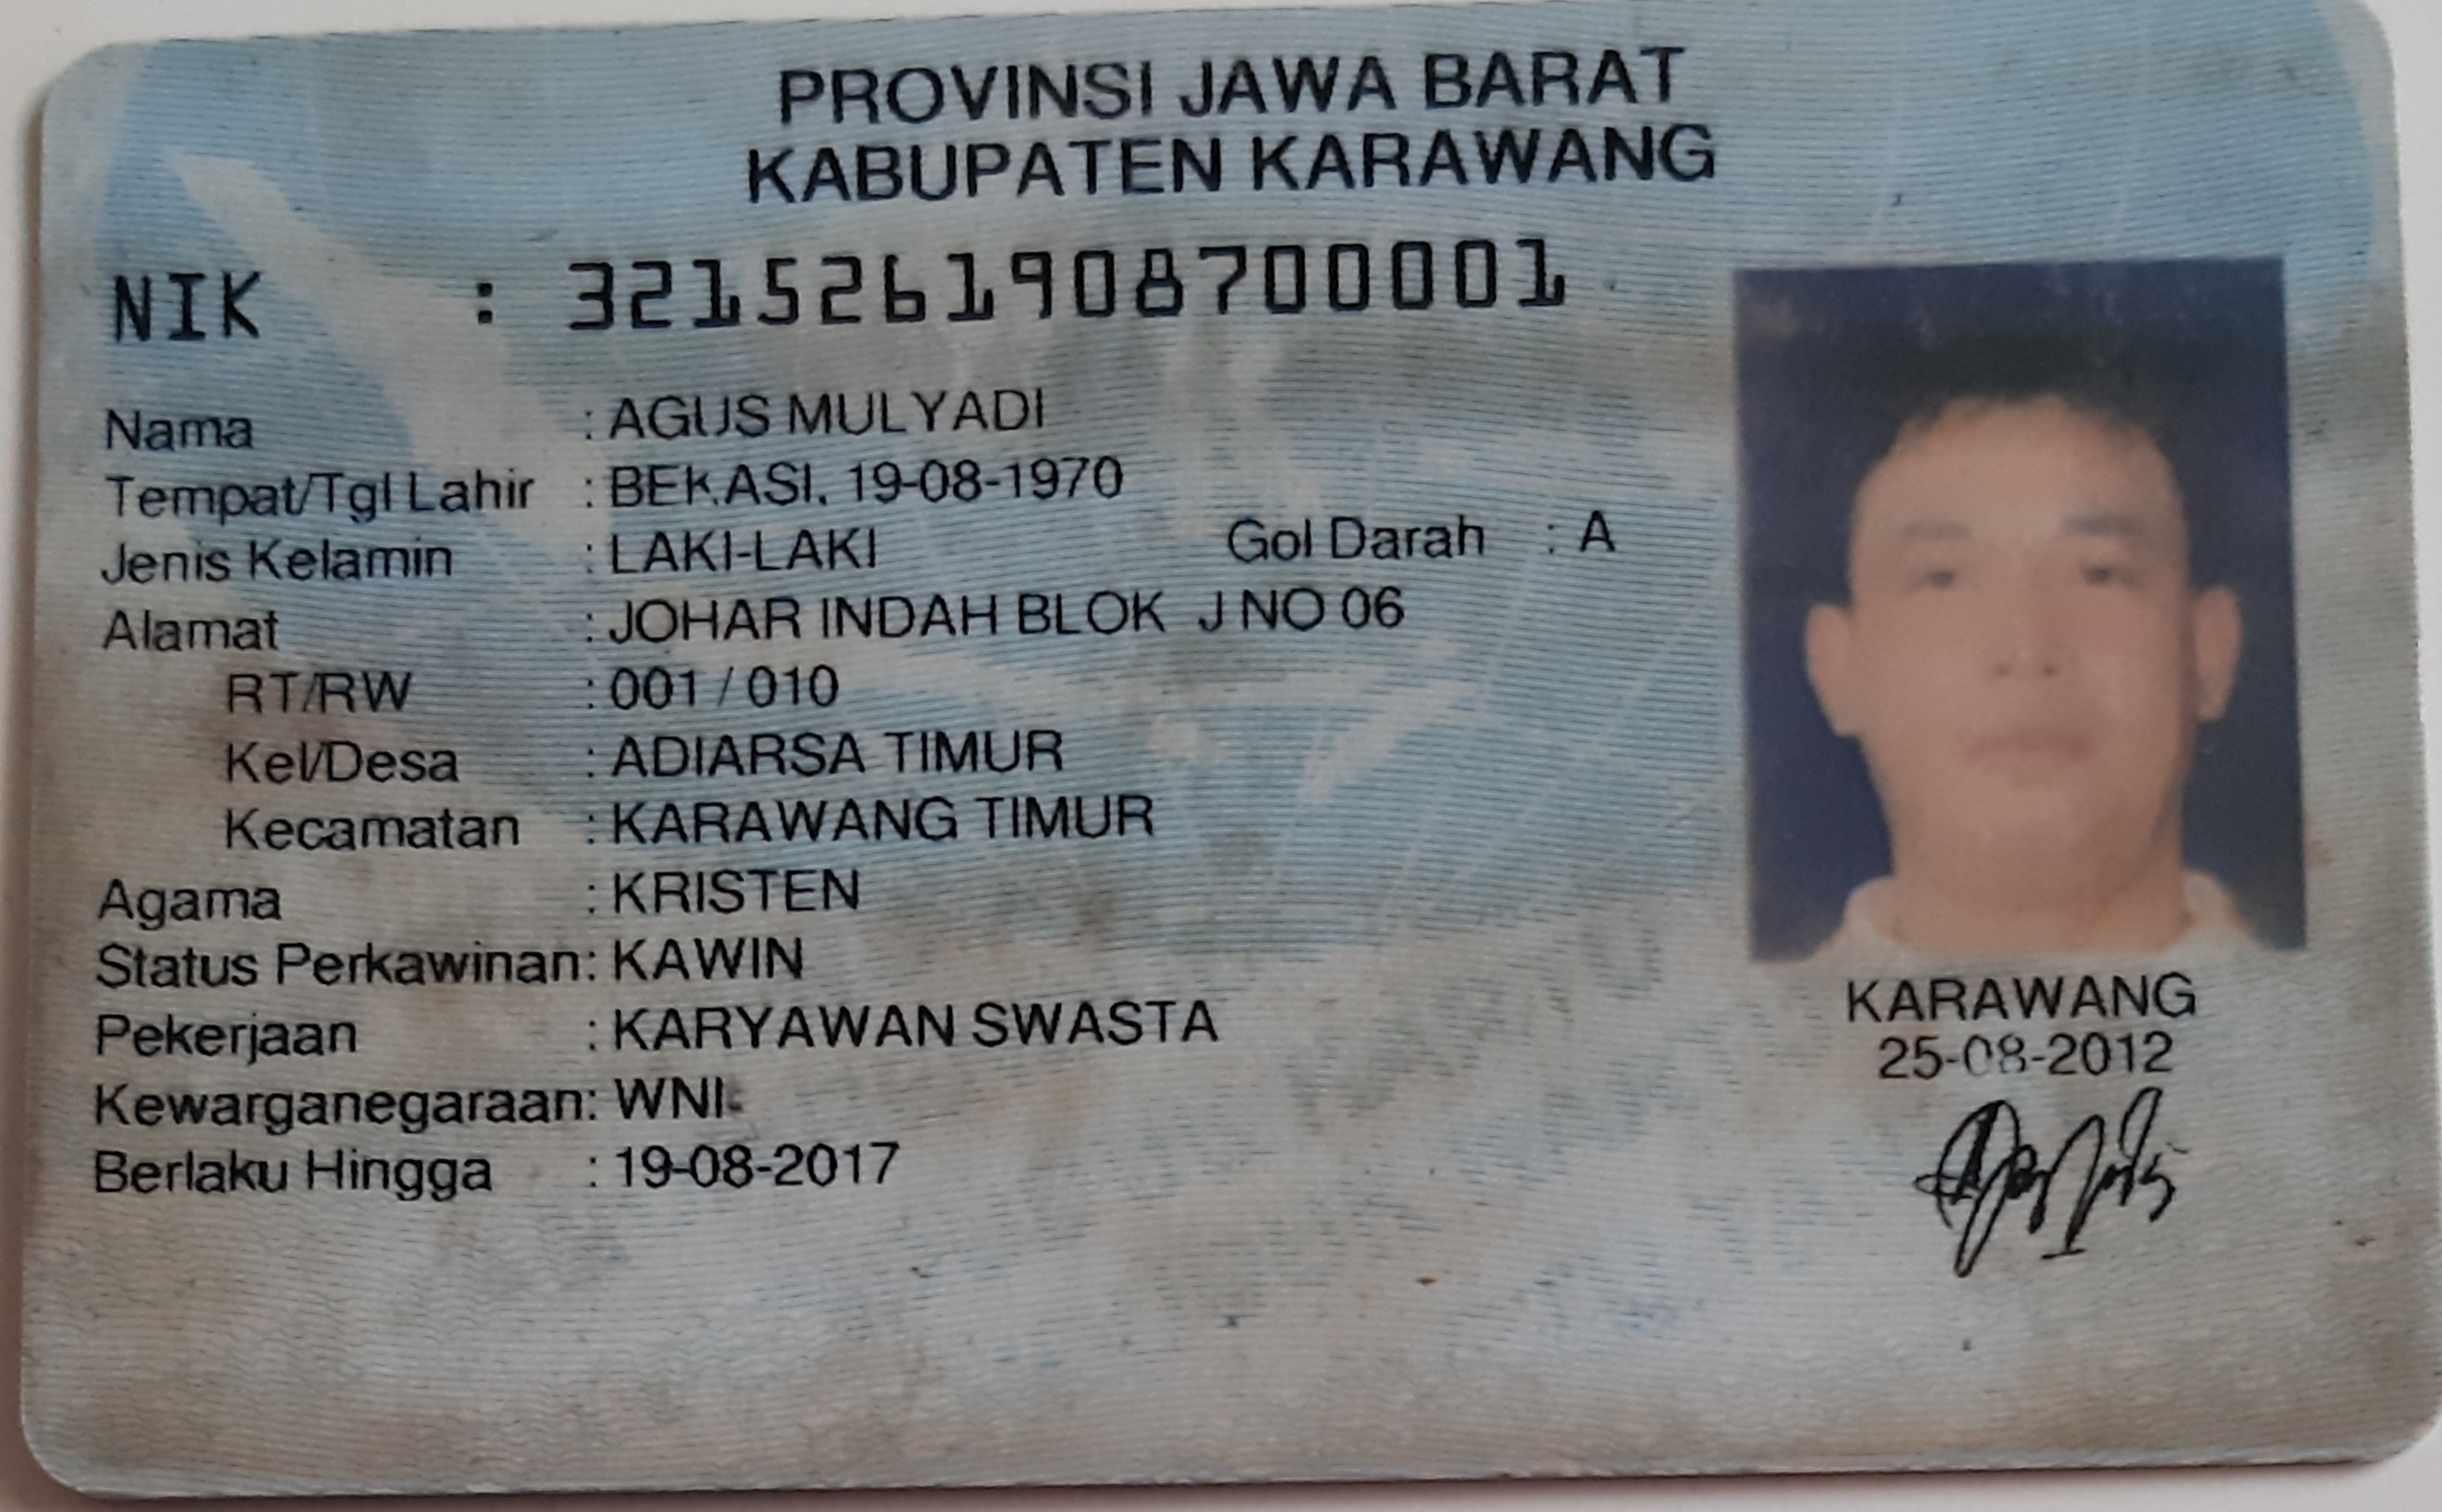 PROVINSI JAWA BARAT
KABUPATEN KARAWANG
NIK : 3215261908700001
Nama : AGUS MULYADI
Tempat/Tgl Lahir : BEKASI, 19-08-1970
Jenis Kelamin : LAKI-LAKI Gol Darah : A
Alamat : JOHAR INDAH BLOK J NO 06
RT/RW : 001 / 010
Kel/Desa : ADIARSA TIMUR
Kecamatan : KARAWANG TIMUR
Agama : KRISTEN
Status Perkawinan: KAWIN
Pekerjaan : KARYAWAN SWASTA
Kewarganegaraan: WNI
Berlaku Hingga : 19-08-2017
KARAWANG
25-08-2012